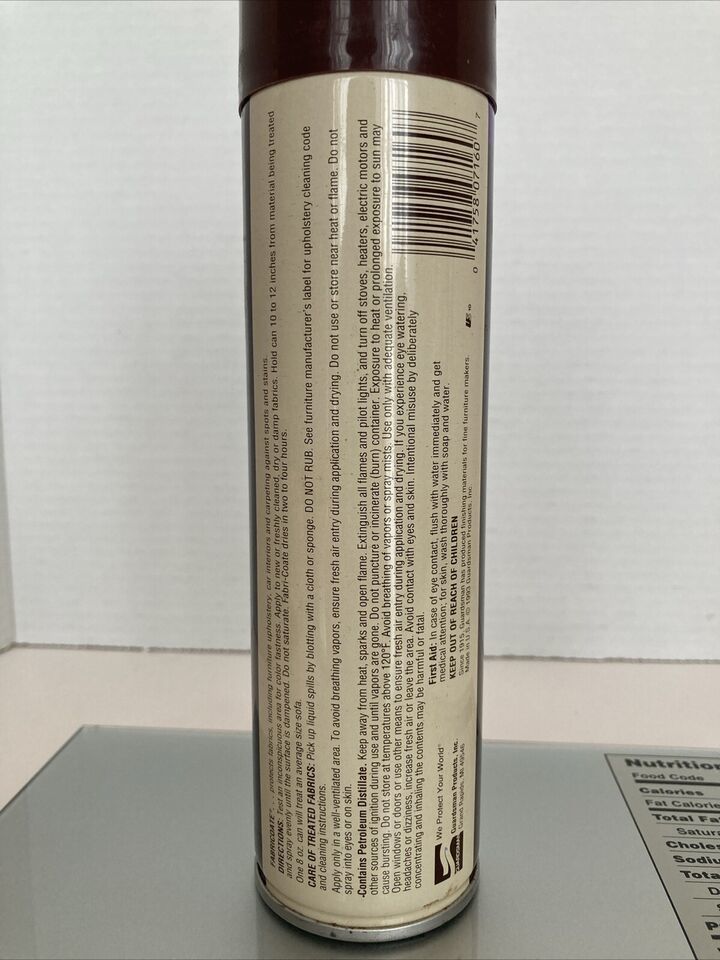 FABRICOATE™ . . . protects fabrics, including furniture upholstery, car interiors and carpeting against spots and stains.
DIRECTIONS: Test an inconspicuous area for color fastness. Apply to new or freshly cleaned, dry or damp fabrics. Hold can 10 to 12 inches from material being treated
and spray evenly until the surface is dampened. Do not saturate. Fabri-Coate dries in two to four hours.
One 8 oz. can will treat an average size sofa.
CARE OF TREATED FABRICS: Pick up liquid spills by blotting with a cloth or sponge. DO NOT RUB. See furniture manufacturer's label for upholstery cleaning code
and cleaning instructions.
Apply only in a well-ventilated area. To avoid breathing vapors, ensure fresh air entry during application and drying. Do not use or store near heat or flame. Do not
spray into eyes or on skin.
-Contains Petroleum Distillate. Keep away from heat, sparks and open flame. Extinguish all flames and pilot lights, and turn off stoves, heaters, electric motors and
other sources of ignition during use and until vapors are gone. Do not puncture or incinerate (burn) container. Exposure to heat or prolonged exposure to sun may
cause bursting. Do not store at temperatures above 120°F. Avoid breathing of vapors or spray mists. Use only with adequate ventilation.
Open windows or doors or use other means to ensure fresh air entry during application and drying. If you experience eye watering,
headaches or dizziness, increase fresh air or leave the area. Avoid contact with eyes and skin. Intentional misuse by deliberately
concentrating and inhaling the contents may be harmful or fatal.
First Aid: In case of eye contact, flush with water immediately and get
medical attention; for skin, wash thoroughly with soap and water.
KEEP OUT OF REACH OF CHILDREN
Since 1915, Guardsman has produced finishing materials for fine furniture makers.
Made in U.S.A. © 1993 Guardsman Products, Inc.
We Protect Your World™
GUARDSMAN
Guardsman Products, Inc.
Grand Rapids, MI 49546
0 41758 07160 7
Nutrition
Food Code
Calories
Fat Calorie
Total Fa
Satur
Choles
Sodiu
Tota
D